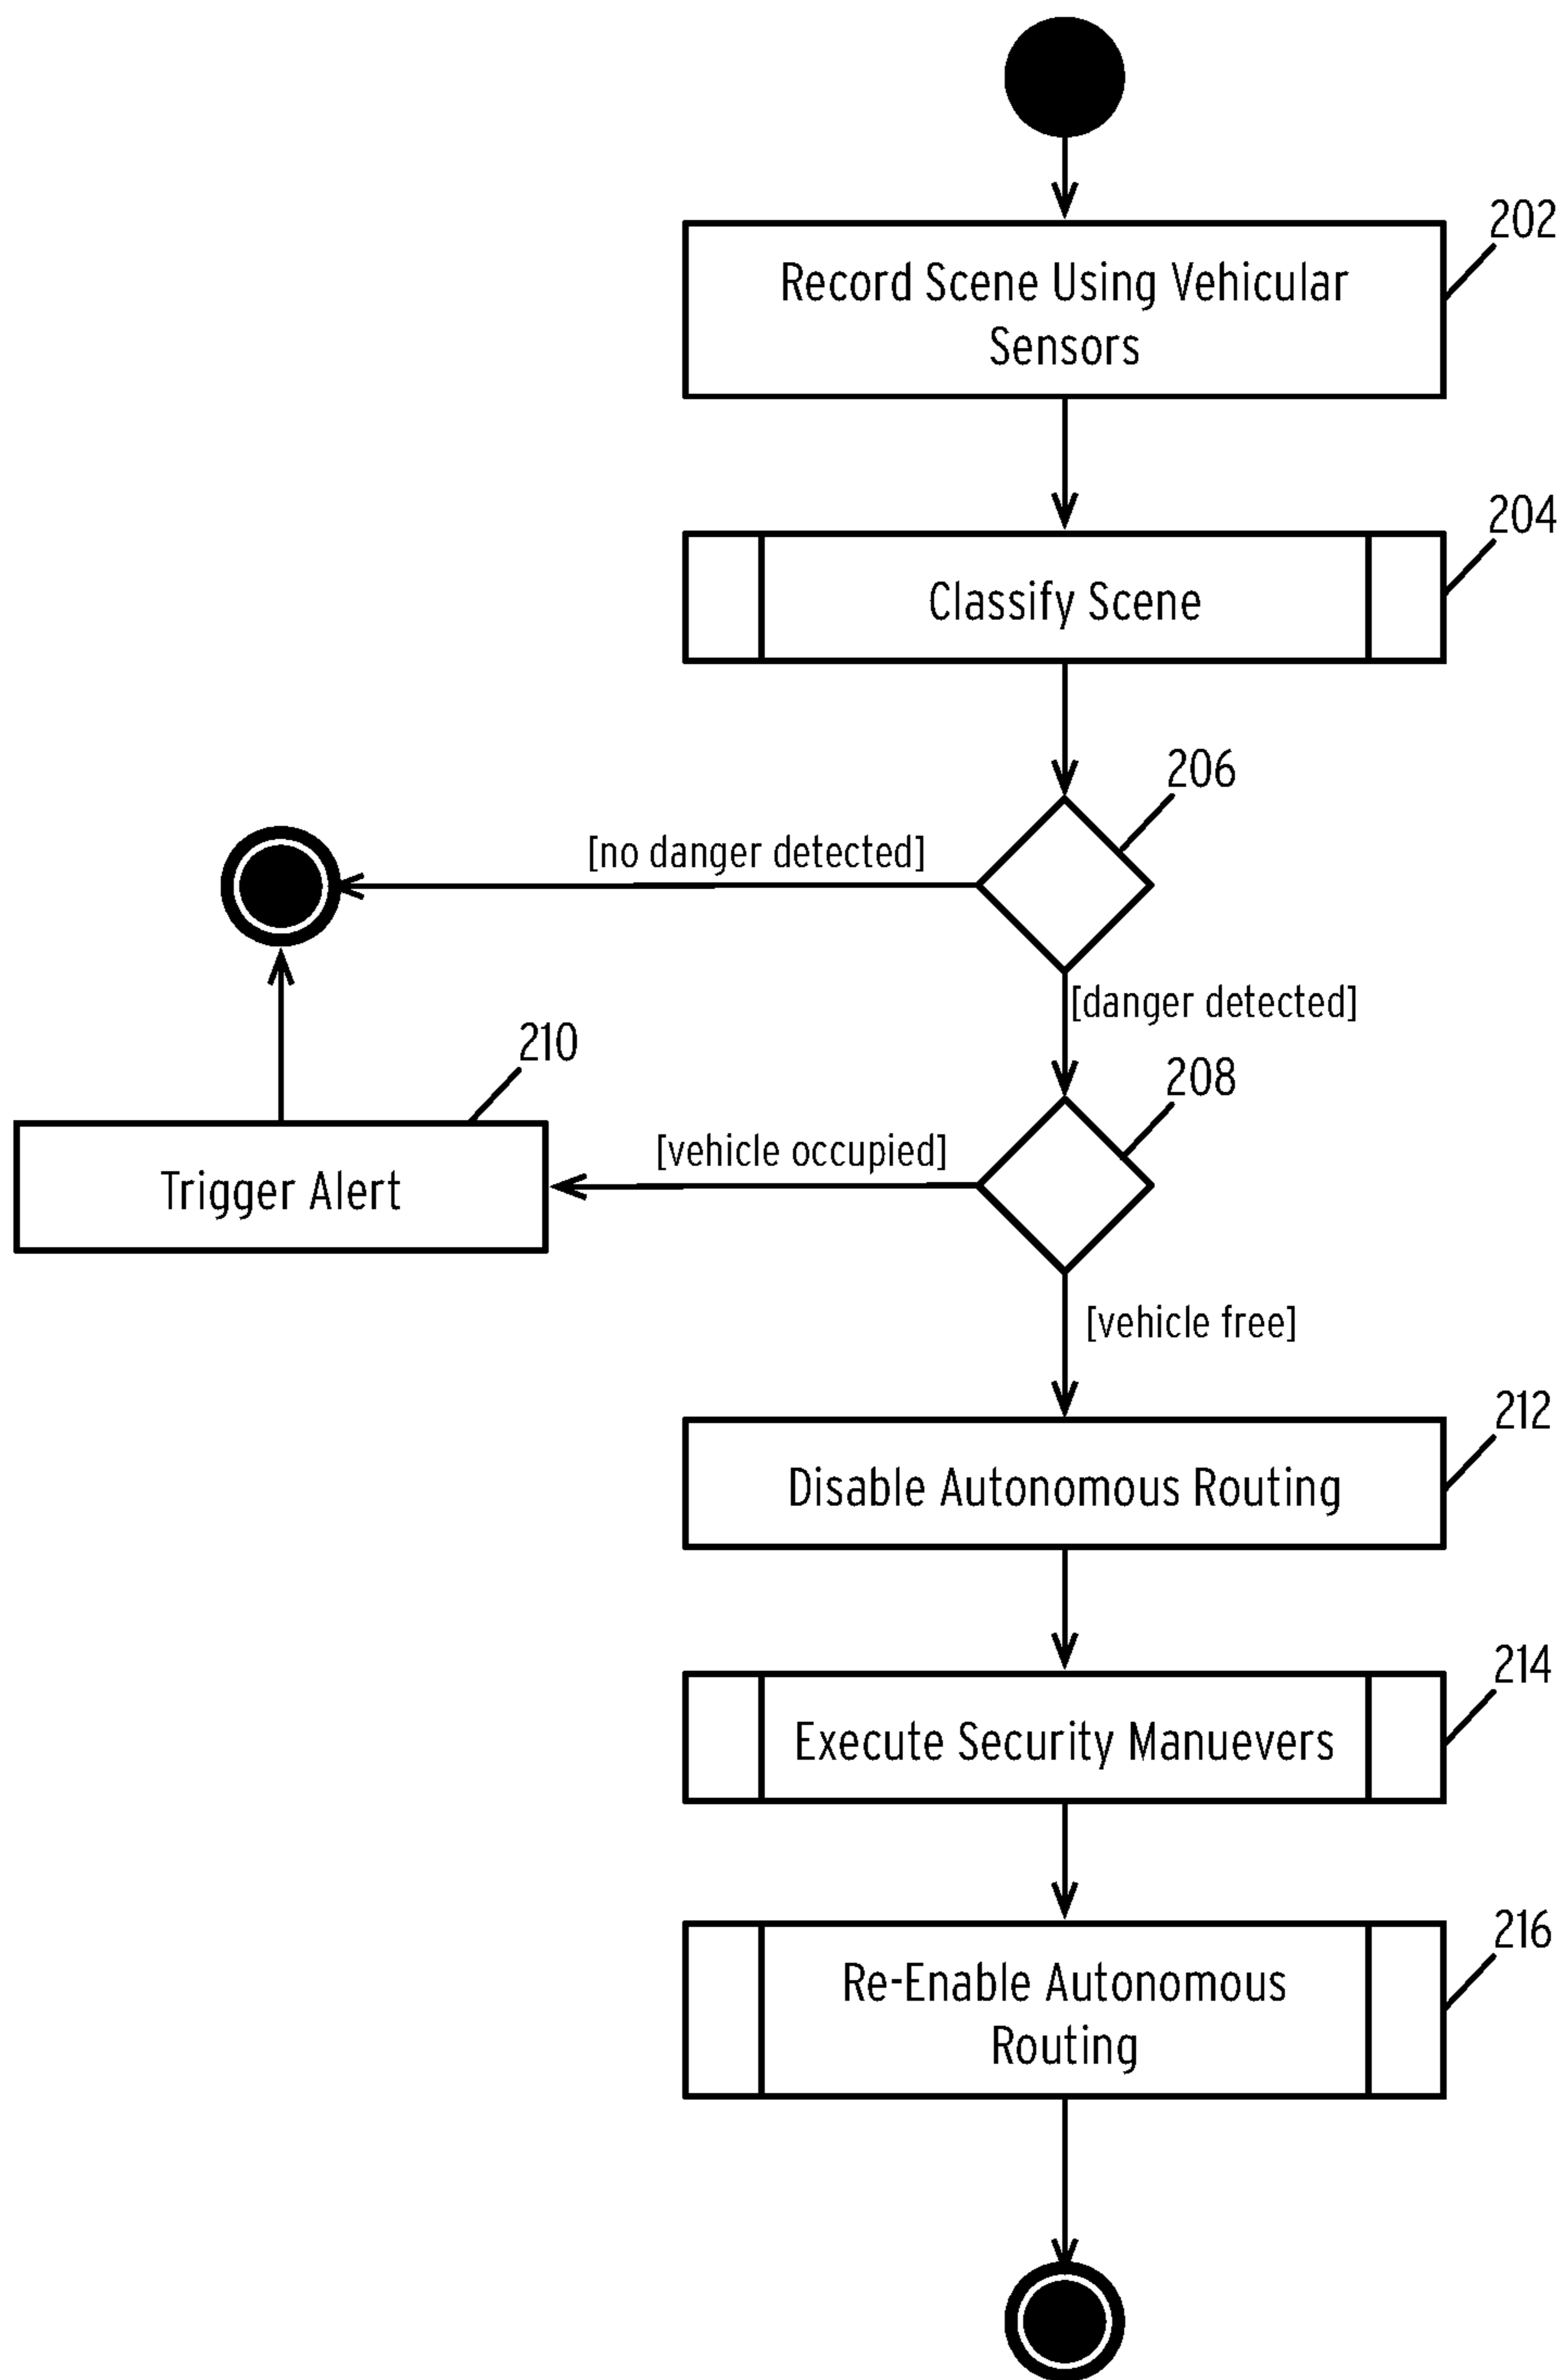 202
Record Scene Using Vehicular
Sensors
204
Classify Scene
206
[no danger detected]
[danger detected]
210
208
[vehicle occupied]
Trigger Alert
[vehicle free]
212
Disable Autonomous Routing
214
Execute Security Manuevers
216
Re-Enable Autonomous
Routing